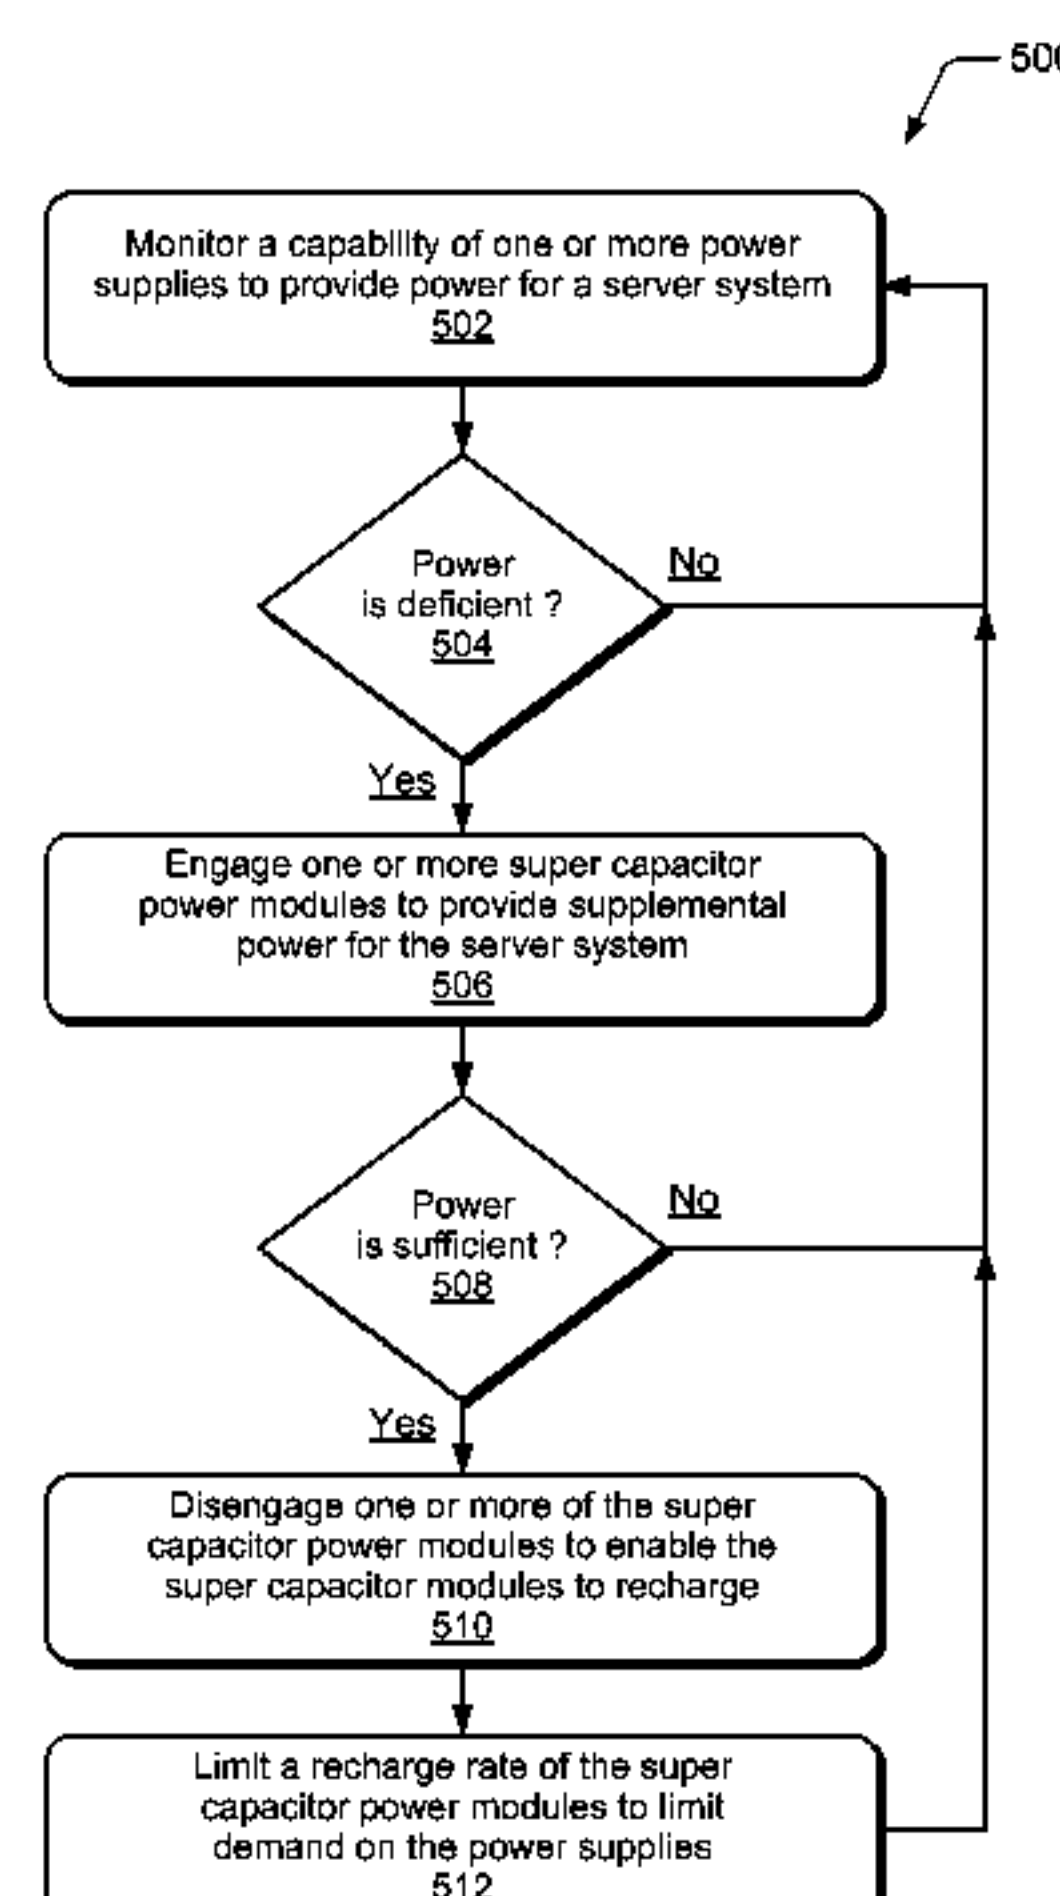 500
Monitor a capability of one or more power
supplies to provide power for a server system
502
Power
is deficient ?
504
No
Yes
Engage one or more super capacitor
power modules to provide supplemental
power for the server system
506
Power
is sufficient ?
508
No
Yes
Disengage one or more of the super
capacitor power modules to enable the
super capacitor modules to recharge
510
Limit a recharge rate of the super
capacitor power modules to limit
demand on the power supplies
512